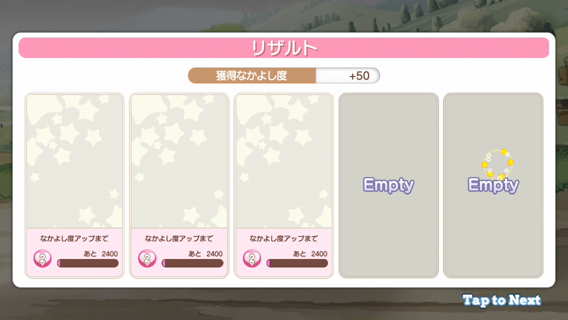 リザルト
獲得なかよし度 +50
なかよし度アップまで なかよし度アップまで なかよし度アップまで
2 あと 2400 2 あと 2400 2 あと 2400
Empty Empty
Tap to Next